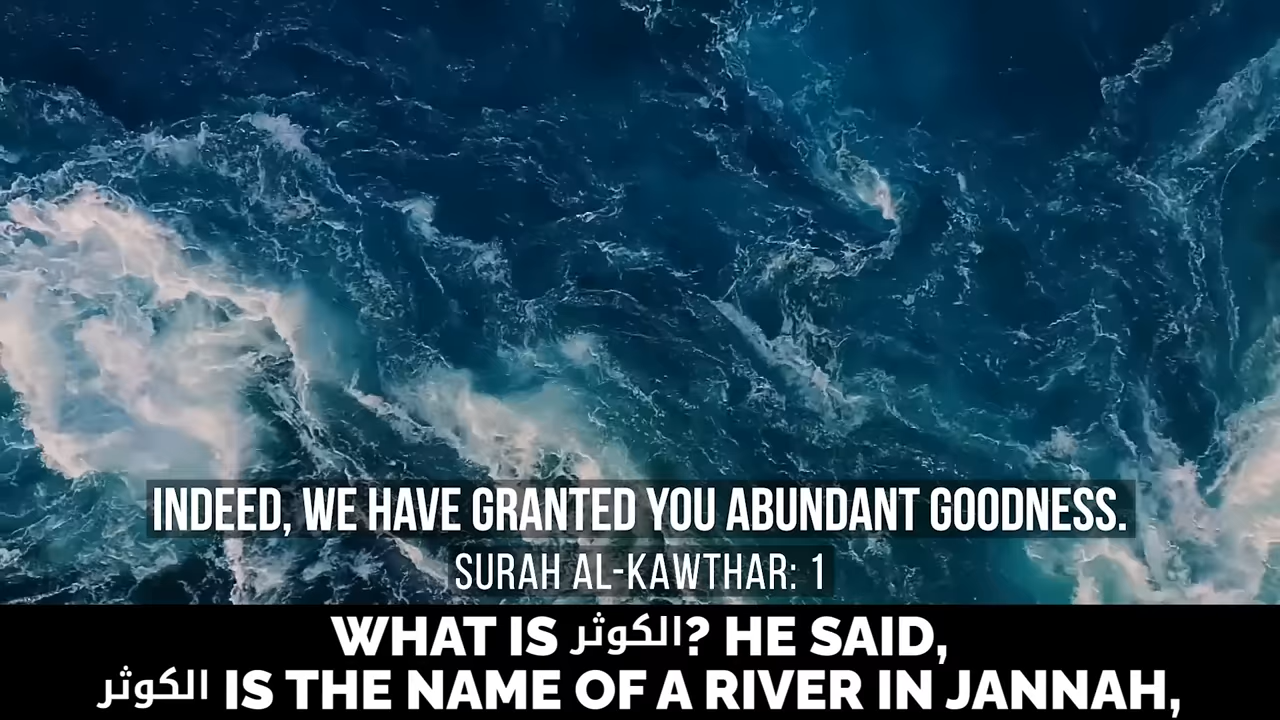 INDEED, WE HAVE GRANTED YOU ABUNDANT GOODNESS.
SURAH AL-KAWTHAR: 1
WHAT IS الكوثر? HE SAID,
الكوثر IS THE NAME OF A RIVER IN JANNAH,